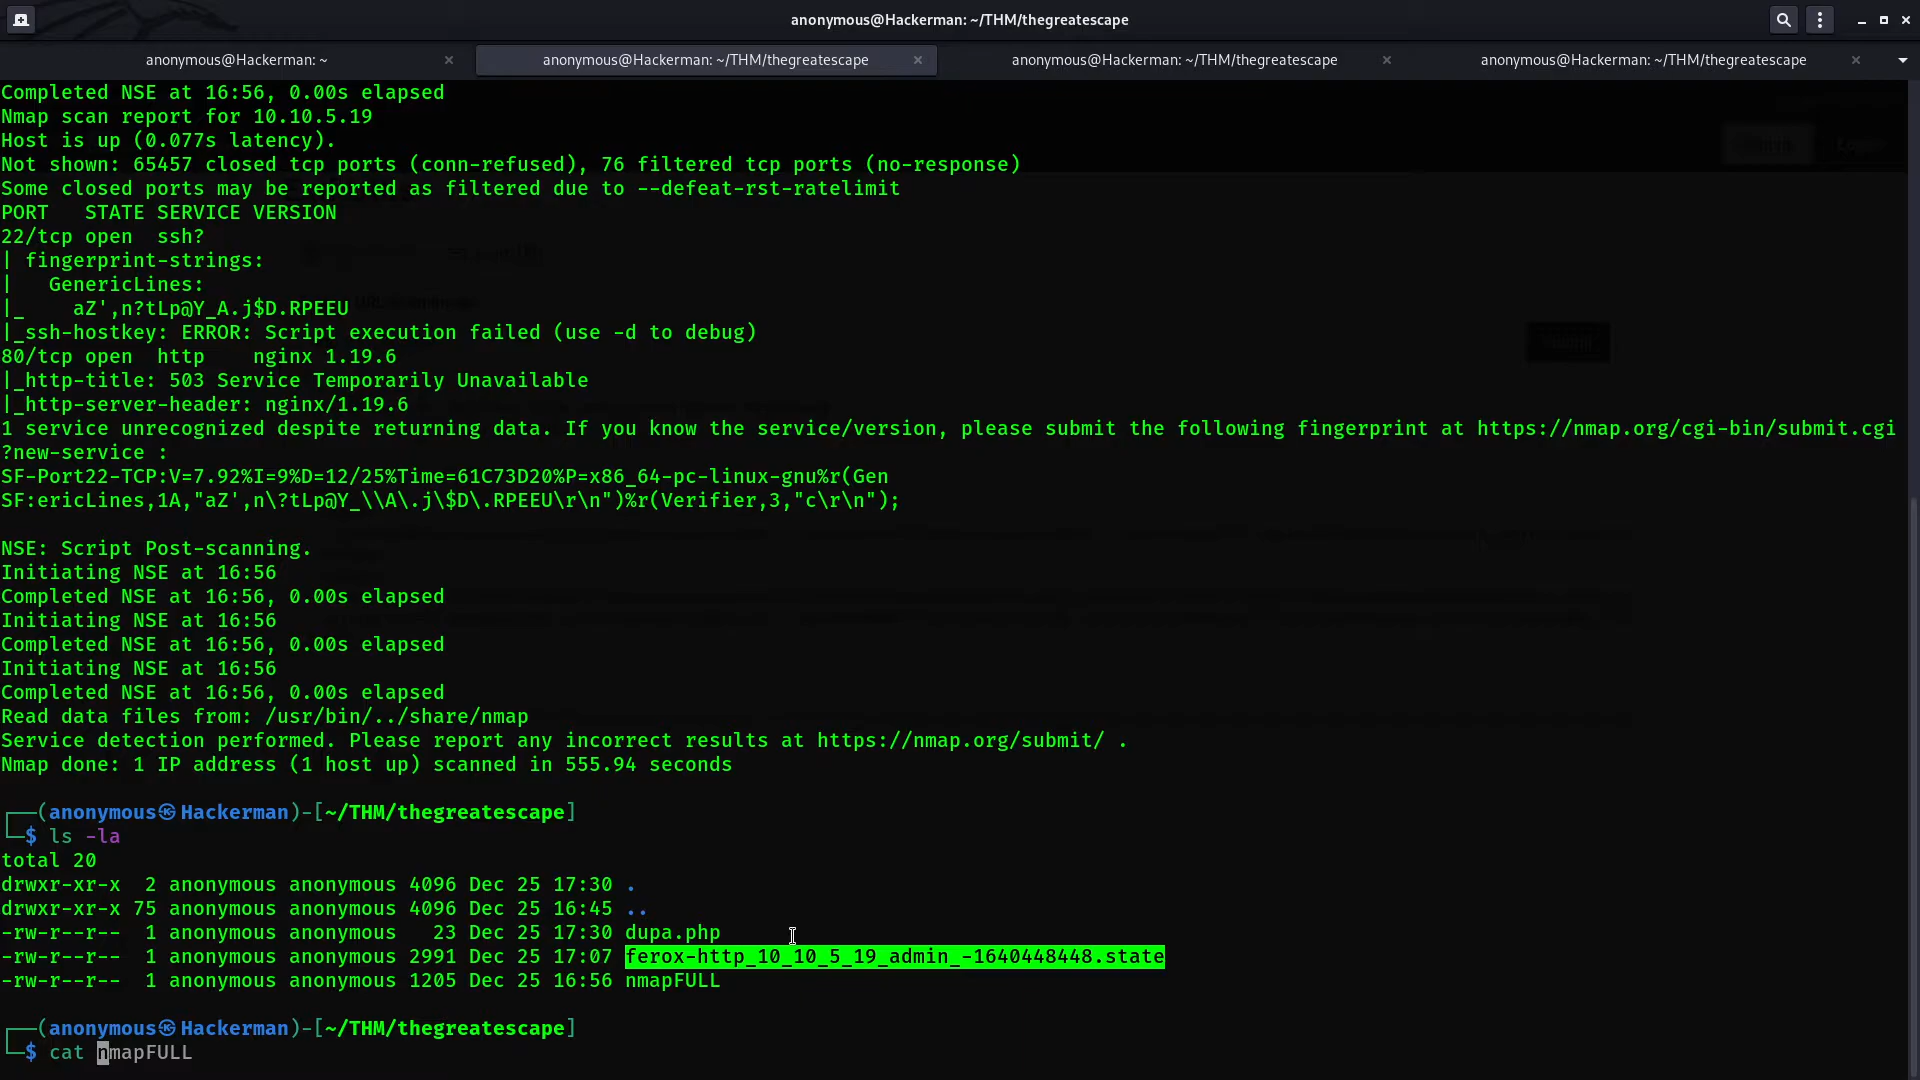 anonymous@Hackerman: ~/THM/thegreatescape
anonymous@Hackerman: ~
anonymous@Hackerman: ~/THM/thegreatescape
anonymous@Hackerman: ~/THM/thegreatescape
anonymous@Hackerman: ~/THM/thegreatescape
Completed NSE at 16:56, 0.00s elapsed
Nmap scan report for 10.10.5.19
Host is up (0.077s latency).
Not shown: 65457 closed tcp ports (conn-refused), 76 filtered tcp ports (no-response)
Some closed ports may be reported as filtered due to --defeat-rst-ratelimit
PORT   STATE SERVICE VERSION
22/tcp open  ssh?
| fingerprint-strings:
|   GenericLines:
|_    aZ',n?tLp@Y_A.j$D.RPEEU
|_ssh-hostkey: ERROR: Script execution failed (use -d to debug)
80/tcp open  http    nginx 1.19.6
|_http-title: 503 Service Temporarily Unavailable
|_http-server-header: nginx/1.19.6
1 service unrecognized despite returning data. If you know the service/version, please submit the following fingerprint at https://nmap.org/cgi-bin/submit.cgi
?new-service :
SF-Port22-TCP:V=7.92%I=9%D=12/25%Time=61C73D20%P=x86_64-pc-linux-gnu%r(Gen
SF:ericLines,1A,"aZ',n\?tLp@Y_\\A\.j\$D\.RPEEU\r\n")%r(Verifier,3,"c\r\n");
NSE: Script Post-scanning.
Initiating NSE at 16:56
Completed NSE at 16:56, 0.00s elapsed
Initiating NSE at 16:56
Completed NSE at 16:56, 0.00s elapsed
Initiating NSE at 16:56
Completed NSE at 16:56, 0.00s elapsed
Read data files from: /usr/bin/../share/nmap
Service detection performed. Please report any incorrect results at https://nmap.org/submit/ .
Nmap done: 1 IP address (1 host up) scanned in 555.94 seconds
┌──(anonymous㉿Hackerman)-[~/THM/thegreatescape]
└─$ ls -la
total 20
drwxr-xr-x  2 anonymous anonymous 4096 Dec 25 17:30 .
drwxr-xr-x 75 anonymous anonymous 4096 Dec 25 16:45 ..
-rw-r--r--  1 anonymous anonymous   23 Dec 25 17:30 dupa.php
-rw-r--r--  1 anonymous anonymous 2991 Dec 25 17:07 ferox-http_10_10_5_19_admin_-1640448448.state
-rw-r--r--  1 anonymous anonymous 1205 Dec 25 16:56 nmapFULL
┌──(anonymous㉿Hackerman)-[~/THM/thegreatescape]
└─$ cat nmapFULL